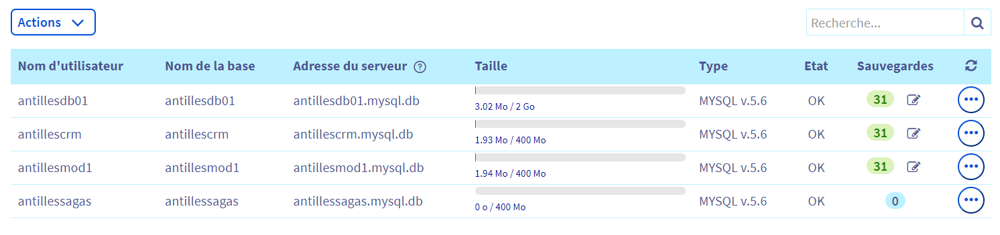 Actions
Recherche...
Nom d'utilisateur Nom de la base Adresse du serveur ? Taille Type Etat Sauvegardes
antillesdb01 antillesdb01 antillesdb01.mysql.db 3.02 Mo / 2 Go MYSQL v.5.6 OK 31
antillescrm antillescrm antillescrm.mysql.db 1.93 Mo / 400 Mo MYSQL v.5.6 OK 31
antillesmod1 antillesmod1 antillesmod1.mysql.db 1.94 Mo / 400 Mo MYSQL v.5.6 OK 31
antillessagas antillessagas antillessagas.mysql.db 0 o / 400 Mo MYSQL v.5.6 OK 0